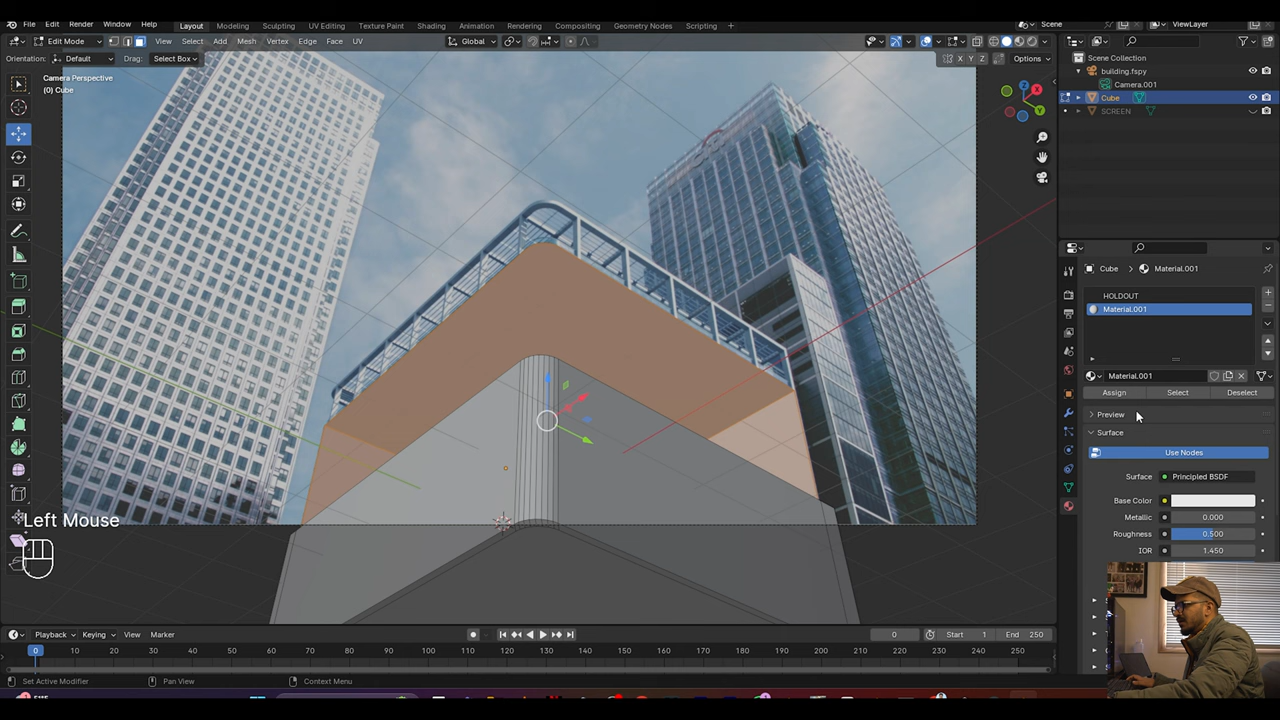 File Edit Render Window Help Layout Modeling Sculpting UV Editing Texture Paint Shading Animation Rendering Compositing Geometry Nodes Scripting + Scene ViewLayer
Edit Mode View Select Add Mesh Vertex Edge Face UV Global
Orientation: Default Drag: Select Box X Y Z Options
Camera Perspective
(0) Cube
X
Y
Z
Scene Collection
building.fspy
Camera.001
Cube
SCREEN
Cube > Material.001
HOLDOUT
Material.001
Material.001
Assign Select Deselect
Preview
Surface
Use Nodes
Surface Principled BSDF
Base Color
Metallic 0.000
Roughness 0.500
IOR 1.450
Left Mouse
Playback Keying View Marker 0 Start 1 End 250
0 10 20 30 40 50 60 70 80 90 100 110 120 130 140 150 160 170 180 190 200 210 220 230 240 250
Set Active Modifier Pan View Context Menu